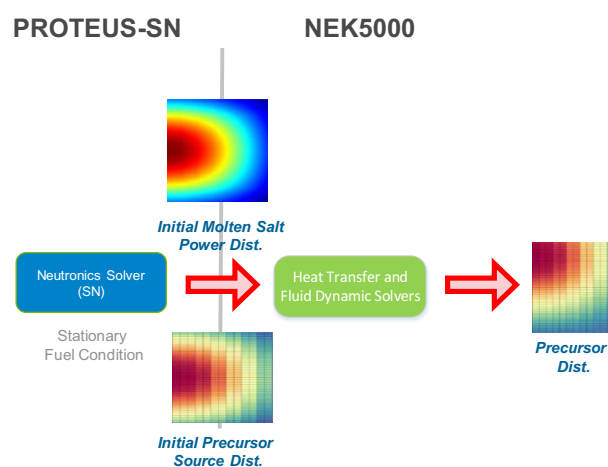 PROTEUS-SN
NEK5000
Initial Molten Salt
Power Dist.
Neutronics Solver
(SN)
Heat Transfer and
Fluid Dynamic Solvers
Stationary
Fuel Condition
Precursor
Dist.
Initial Precursor
Source Dist.